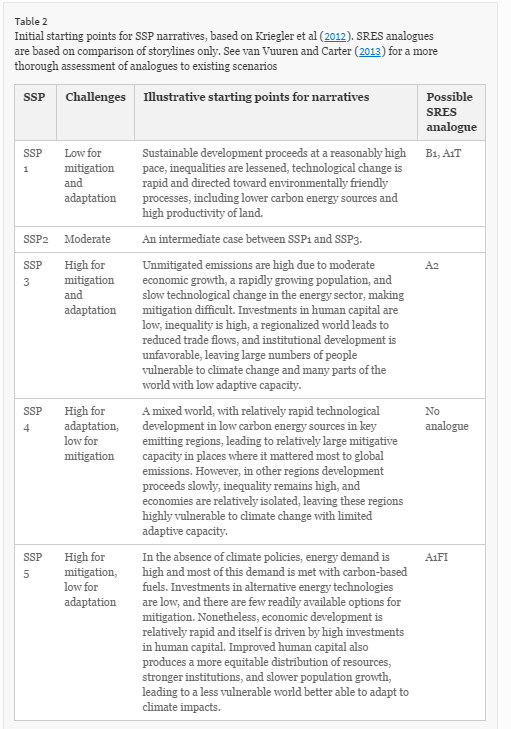 Table 2
Initial starting points for SSP narratives, based on Kriegler et al (2012). SRES analogues
are based on comparison of storylines only. See van Vuuren and Carter (2013) for a more
thorough assessment of analogues to existing scenarios
SSP Challenges Illustrative starting points for narratives Possible
SRES
analogue
SSP Low for Sustainable development proceeds at a reasonably high B1, A1T
1 mitigation pace, inequalities are lessened, technological change is
and rapid and directed toward environmentally friendly
adaptation processes, including lower carbon energy sources and
high productivity of land.
SSP2 Moderate An intermediate case between SSP1 and SSP3.
SSP High for Unmitigated emissions are high due to moderate A2
3 mitigation economic growth, a rapidly growing population, and
and slow technological change in the energy sector, making
adaptation mitigation difficult. Investments in human capital are
low, inequality is high, a regionalized world leads to
reduced trade flows, and institutional development is
unfavorable, leaving large numbers of people
vulnerable to climate change and many parts of the
world with low adaptive capacity.
SSP High for A mixed world, with relatively rapid technological No
4 adaptation, development in low carbon energy sources in key analogue
low for emitting regions, leading to relatively large mitigative
mitigation capacity in places where it mattered most to global
emissions. However, in other regions development
proceeds slowly, inequality remains high, and
economies are relatively isolated, leaving these regions
highly vulnerable to climate change with limited
adaptive capacity.
SSP High for In the absence of climate policies, energy demand is A1FI
5 mitigation, high and most of this demand is met with carbon-based
low for fuels. Investments in alternative energy technologies
adaptation are low, and there are few readily available options for
mitigation. Nonetheless, economic development is
relatively rapid and itself is driven by high investments
in human capital. Improved human capital also
produces a more equitable distribution of resources,
stronger institutions, and slower population growth,
leading to a less vulnerable world better able to adapt to
climate impacts.